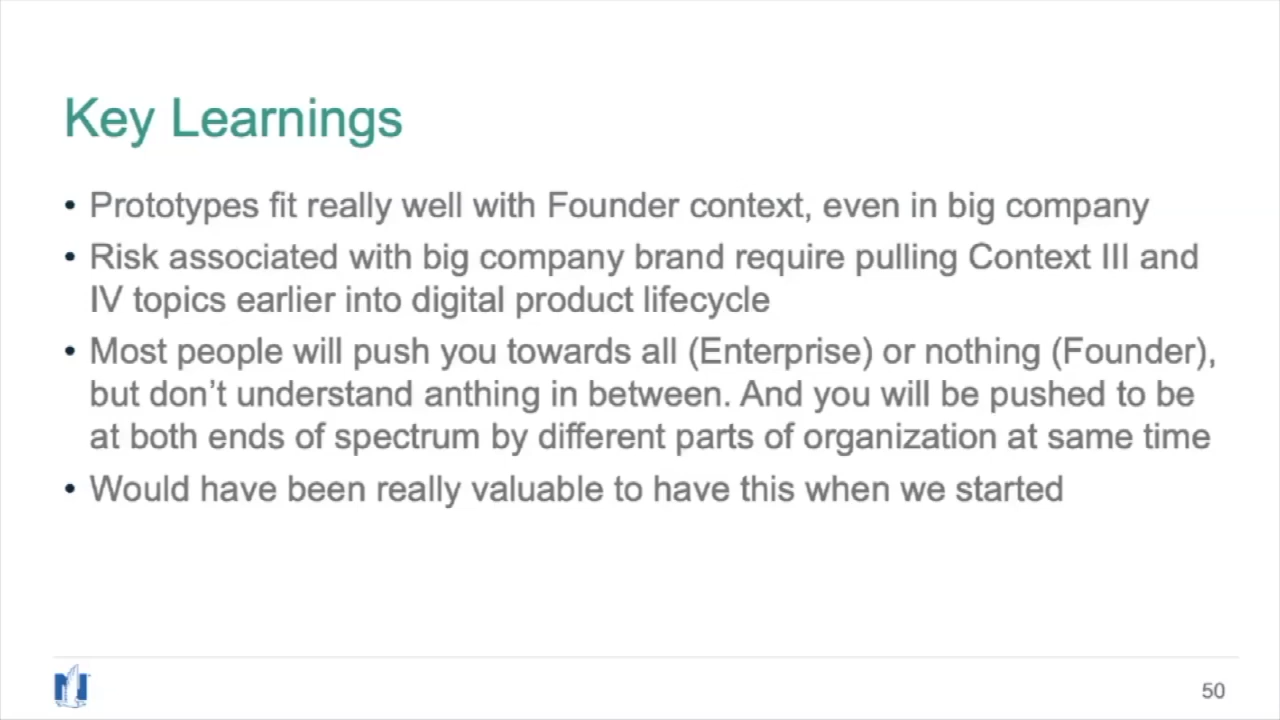 Key Learnings
• Prototypes fit really well with Founder context, even in big company
• Risk associated with big company brand require pulling Context III and
IV topics earlier into digital product lifecycle
• Most people will push you towards all (Enterprise) or nothing (Founder),
but don’t understand anthing in between. And you will be pushed to be
at both ends of spectrum by different parts of organization at same time
• Would have been really valuable to have this when we started
50